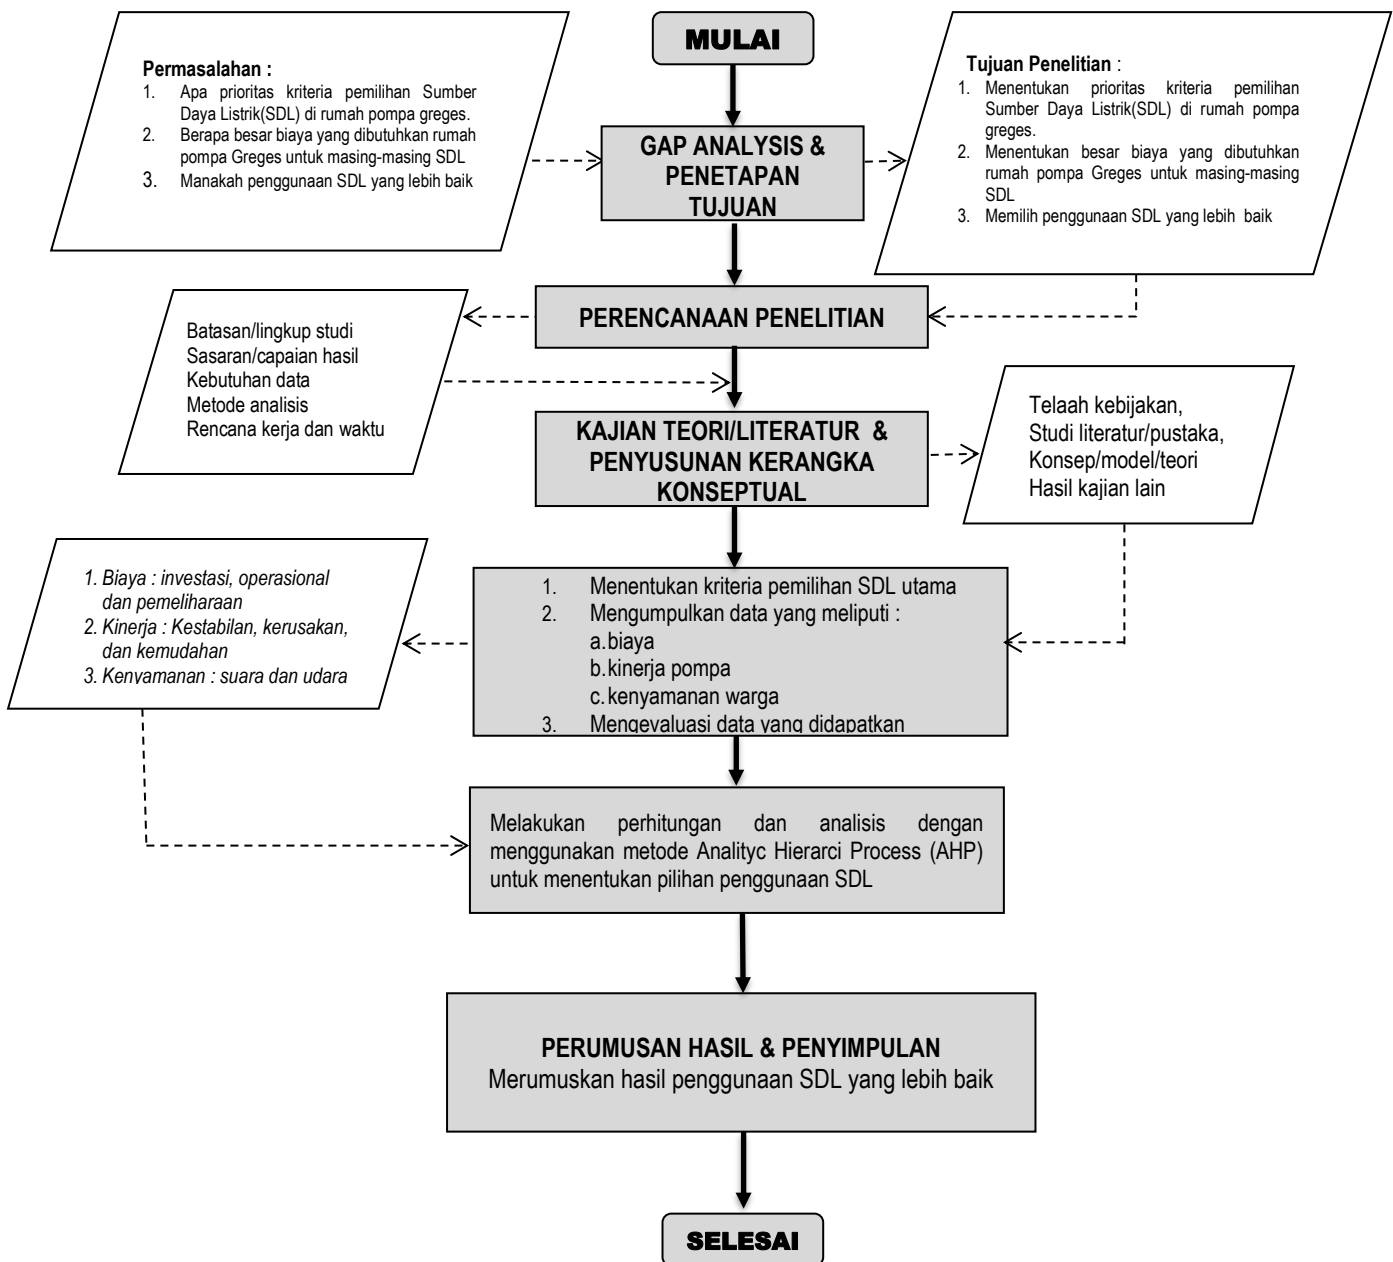 MULAI
Permasalahan :
1. Apa prioritas kriteria pemilihan Sumber
Daya Listrik(SDL) di rumah pompa greges.
2. Berapa besar biaya yang dibutuhkan rumah
pompa Greges untuk masing-masing SDL
3. Manakah penggunaan SDL yang lebih baik
GAP ANALYSIS &
PENETAPAN
TUJUAN
Tujuan Penelitian :
1. Menentukan prioritas kriteria pemilihan
Sumber Daya Listrik(SDL) di rumah pompa
greges.
2. Menentukan besar biaya yang dibutuhkan
rumah pompa Greges untuk masing-masing
SDL
3. Memilih penggunaan SDL yang lebih baik
PERENCANAAN PENELITIAN
Batasan/lingkup studi
Sasaran/capaian hasil
Kebutuhan data
Metode analisis
Rencana kerja dan waktu
KAJIAN TEORI/LITERATUR &
PENYUSUNAN KERANGKA
KONSEPTUAL
Telaah kebijakan,
Studi literatur/pustaka,
Konsep/model/teori
Hasil kajian lain
1. Menentukan kriteria pemilihan SDL utama
2. Mengumpulkan data yang meliputi :
a.biaya
b.kinerja pompa
c.kenyamanan warga
3. Mengevaluasi data yang didapatkan
1. Biaya : investasi, operasional
dan pemeliharaan
2. Kinerja : Kestabilan, kerusakan,
dan kemudahan
3. Kenyamanan : suara dan udara
Melakukan perhitungan dan analisis dengan
menggunakan metode Analityc Hierarci Process (AHP)
untuk menentukan pilihan penggunaan SDL
PERUMUSAN HASIL & PENYIMPULAN
Merumuskan hasil penggunaan SDL yang lebih baik
SELESAI